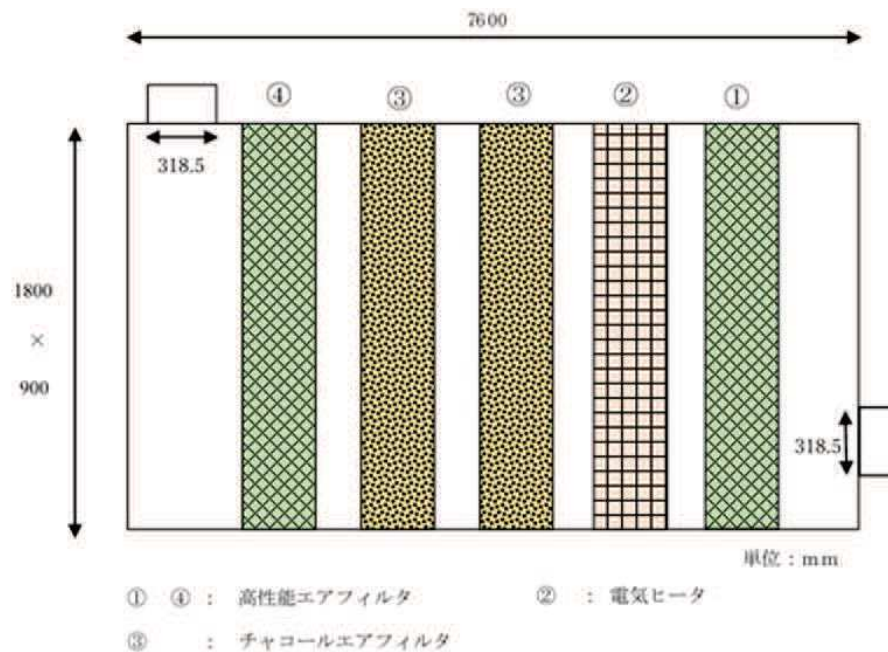 7600
④ ③ ③ ② ①
318.5
1800
×
900
318.5
単位：mm
① ④ ： 高性能エアフィルタ ② ： 電気ヒータ
③ ： チャコールエアフィルタ